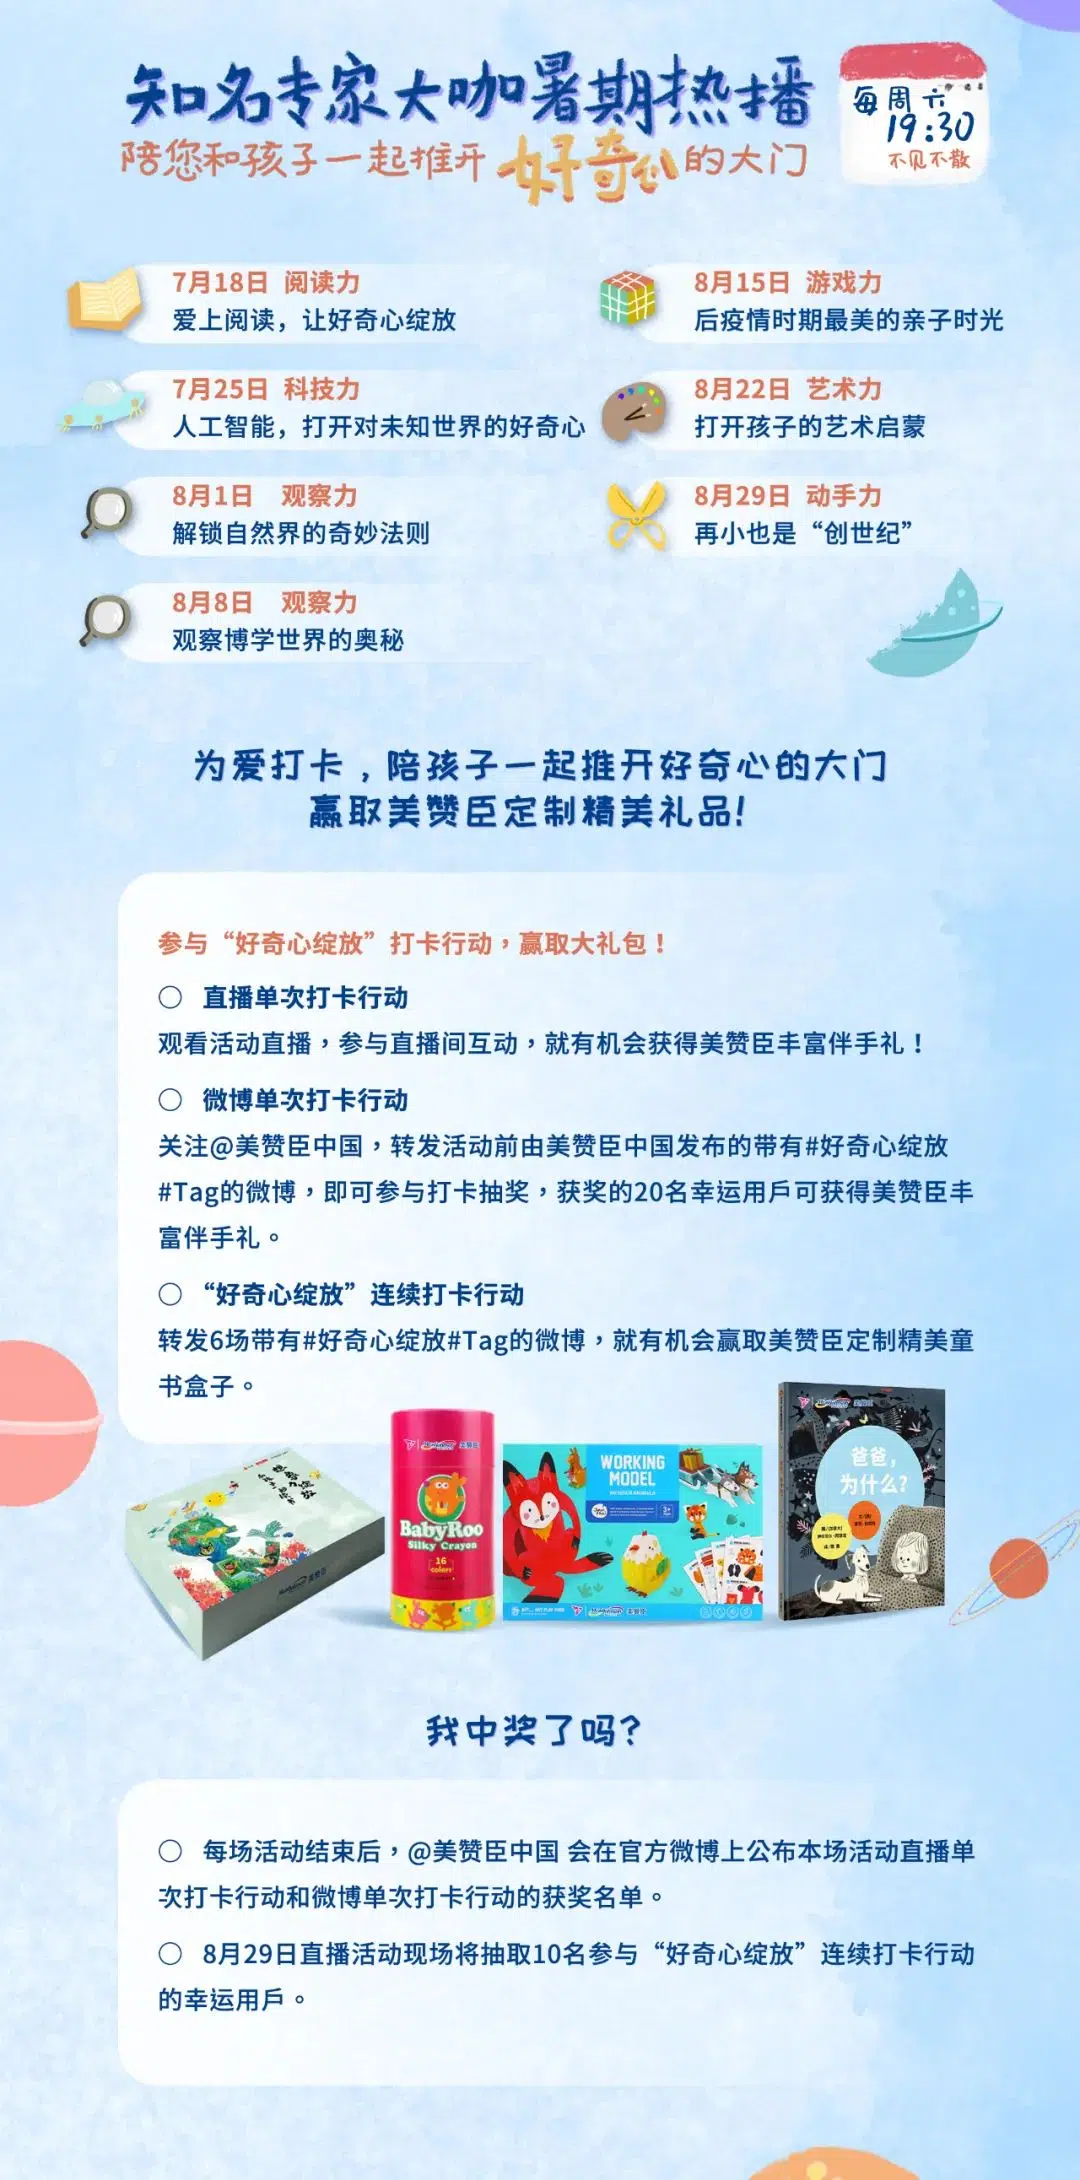 知名专家大咖暑期热播
陪您和孩子一起推开好奇心的大门
每周六
19:30
不见不散
7月18日 阅读力
爱上阅读，让好奇心绽放
7月25日 科技力
人工智能，打开对未知世界的好奇心
8月1日 观察力
解锁自然界的奇妙法则
8月8日 观察力
观察博学世界的奥秘
8月15日 游戏力
后疫情时期最美的亲子时光
8月22日 艺术力
打开孩子的艺术启蒙
8月29日 动手力
再小也是“创世纪”
为爱打卡，陪孩子一起推开好奇心的大门
赢取美赞臣定制精美礼品！
参与“好奇心绽放”打卡行动，赢取大礼包！
○ 直播单次打卡行动
观看活动直播，参与直播间互动，就有机会获得美赞臣丰富伴手礼！
○ 微博单次打卡行动
关注@美赞臣中国，转发活动前由美赞臣中国发布的带有#好奇心绽放
#Tag的微博，即可参与打卡抽奖，获奖的20名幸运用戶可获得美赞臣丰
富伴手礼。
○ “好奇心绽放”连续打卡行动
转发6场带有#好奇心绽放#Tag的微博，就有机会赢取美赞臣定制精美童
书盒子。
美赞臣
BabyRoo
Silky Crayon
16
colors
WORKING
MODEL
3+
美赞臣
美赞臣
爸爸，
为什么？
我中奖了吗？
○ 每场活动结束后，@美赞臣中国 会在官方微博上公布本场活动直播单
次打卡行动和微博单次打卡行动的获奖名单。
○ 8月29日直播活动现场将抽取10名参与“好奇心绽放”连续打卡行动
的幸运用戶。